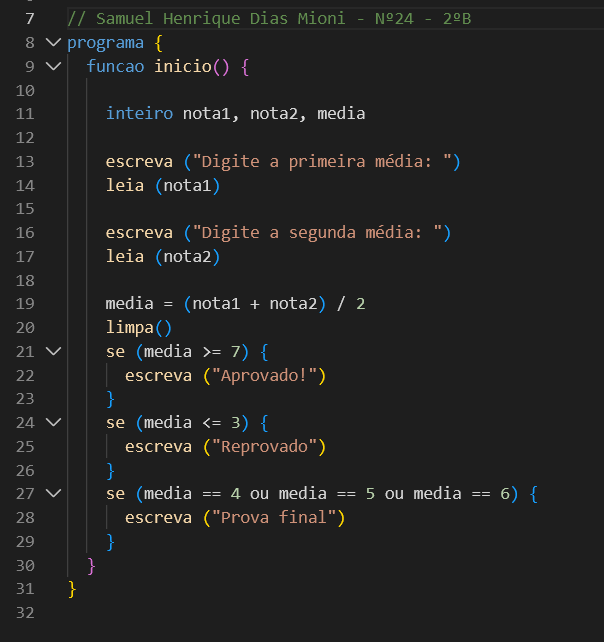 7 // Samuel Henrique Dias Mioni - Nº24 - 2ºB
8 programa {
9 funcao inicio() {
10
11 inteiro nota1, nota2, media
12
13 escreva ("Digite a primeira média: ")
14 leia (nota1)
15
16 escreva ("Digite a segunda média: ")
17 leia (nota2)
18
19 media = (nota1 + nota2) / 2
20 limpa()
21 se (media >= 7) {
22 escreva ("Aprovado!")
23 }
24 se (media <= 3) {
25 escreva ("Reprovado")
26 }
27 se (media == 4 ou media == 5 ou media == 6) {
28 escreva ("Prova final")
29 }
30 }
31 }
32